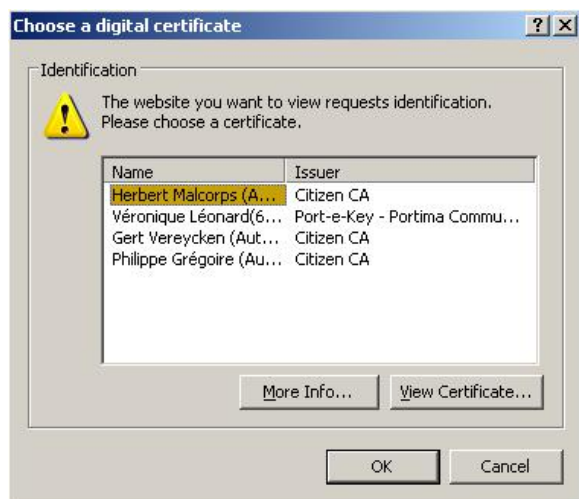 Choose a digital certificate
Identification
The website you want to view requests identification.
Please choose a certificate.
Name Issuer
Herbert Malcorps (A... Citizen CA
Véronique Léonard(6... Port-e-Key - Portima Commu...
Gert Vereycken (Aut... Citizen CA
Philippe Grégoire (Au... Citizen CA
More Info... View Certificate...
OK Cancel